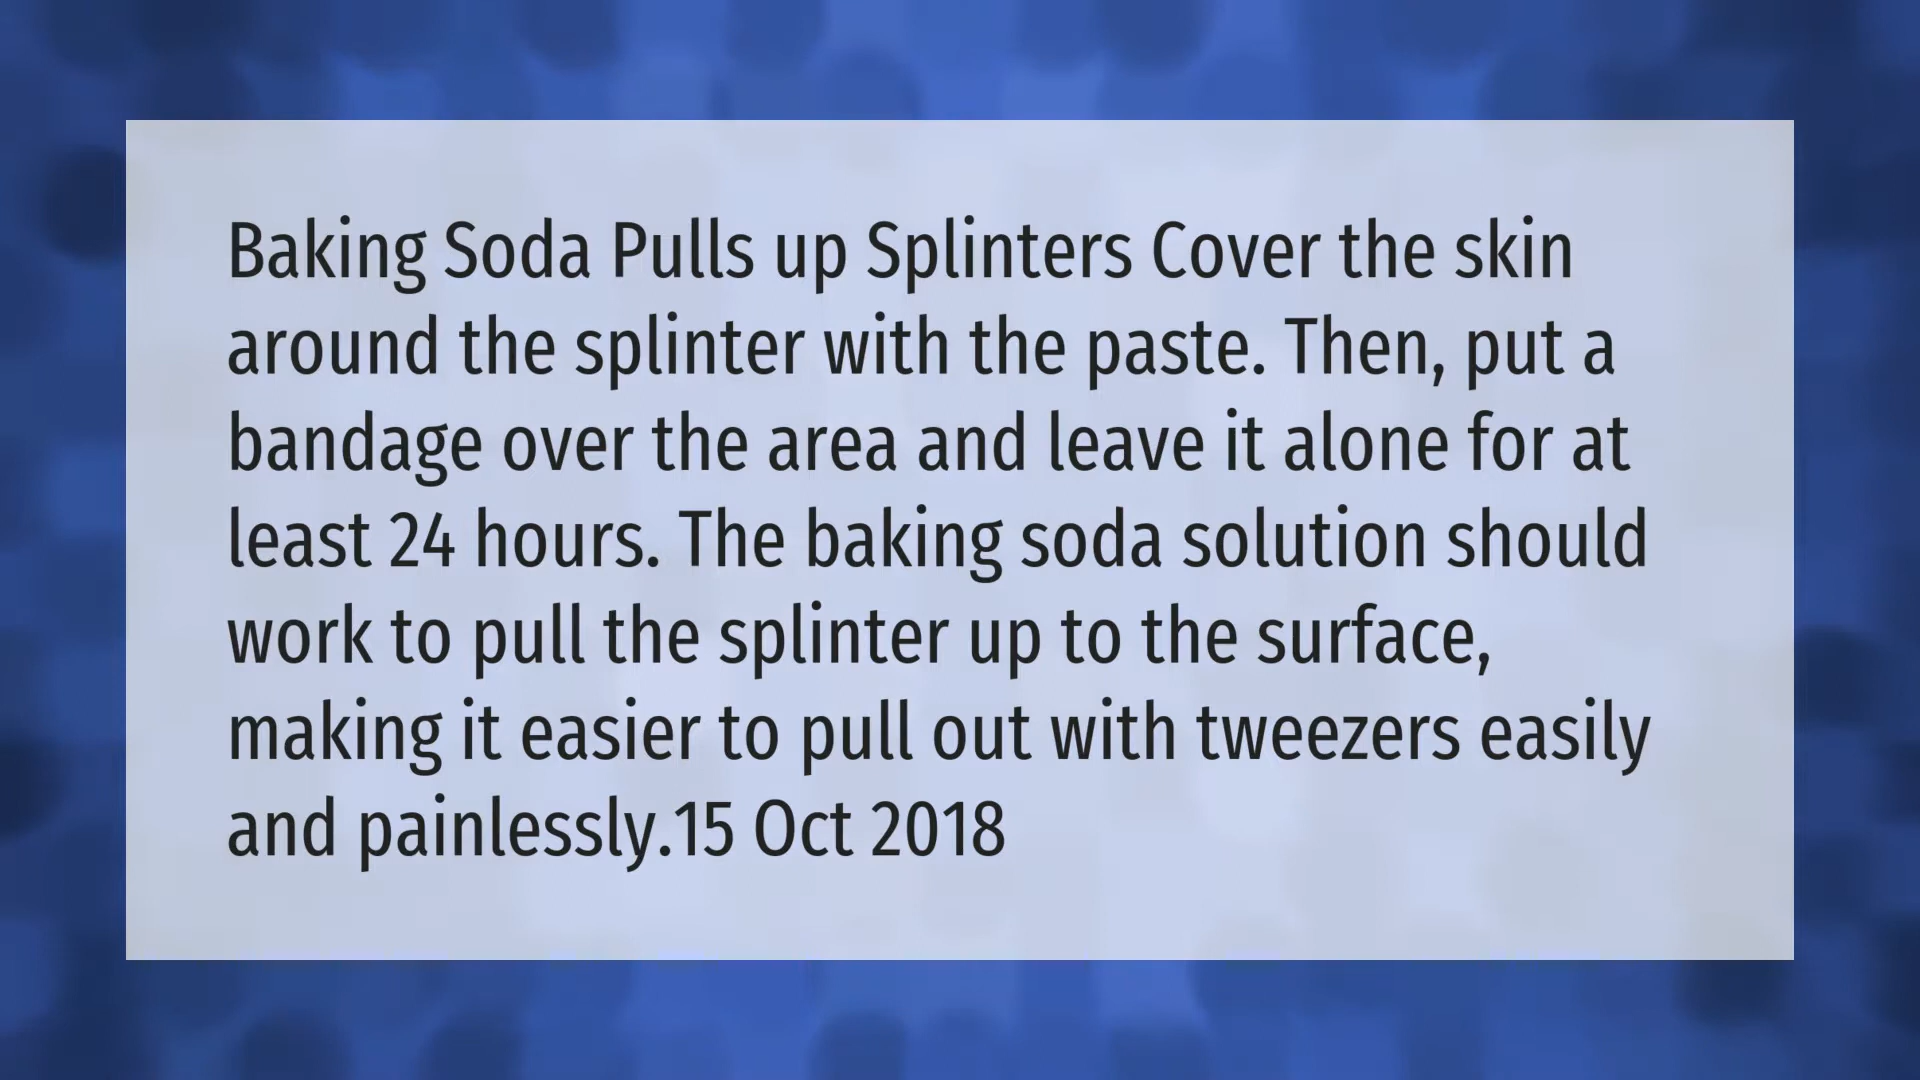 Baking Soda Pulls up Splinters Cover the skin
around the splinter with the paste. Then, put a
bandage over the area and leave it alone for at
least 24 hours. The baking soda solution should
work to pull the splinter up to the surface,
making it easier to pull out with tweezers easily
and painlessly.15 Oct 2018